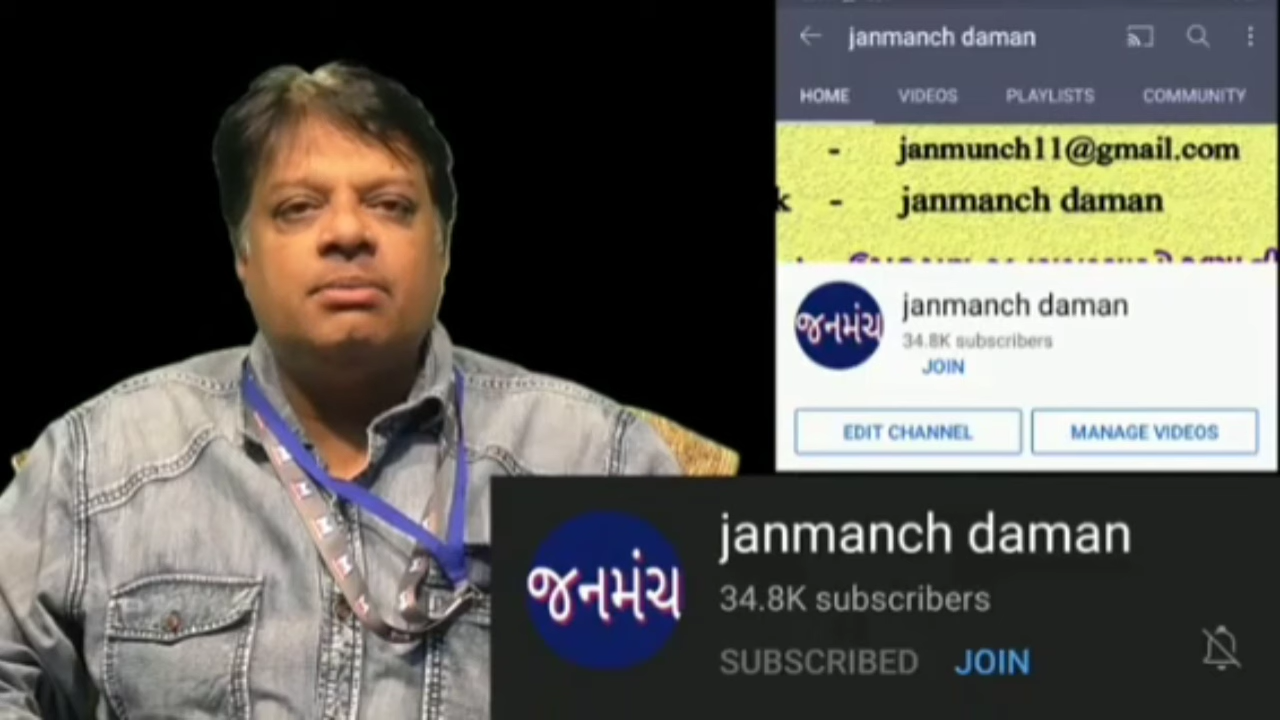 janmanch daman
HOME VIDEOS PLAYLISTS COMMUNITY
- janmunch11@gmail.com
k - janmanch daman
જનમંચ
janmanch daman
34.8K subscribers
JOIN
EDIT CHANNEL MANAGE VIDEOS
જનમંચ
janmanch daman
34.8K subscribers
SUBSCRIBED JOIN